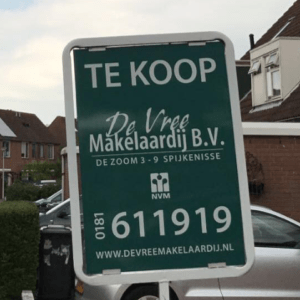 TE KOOP
De Vree
Makelaardij B.V.
DE ZOOM 3 - 9 SPIJKENISSE
NVM
0181
611919
WWW.DEVREEMAKELAARDIJ.NL